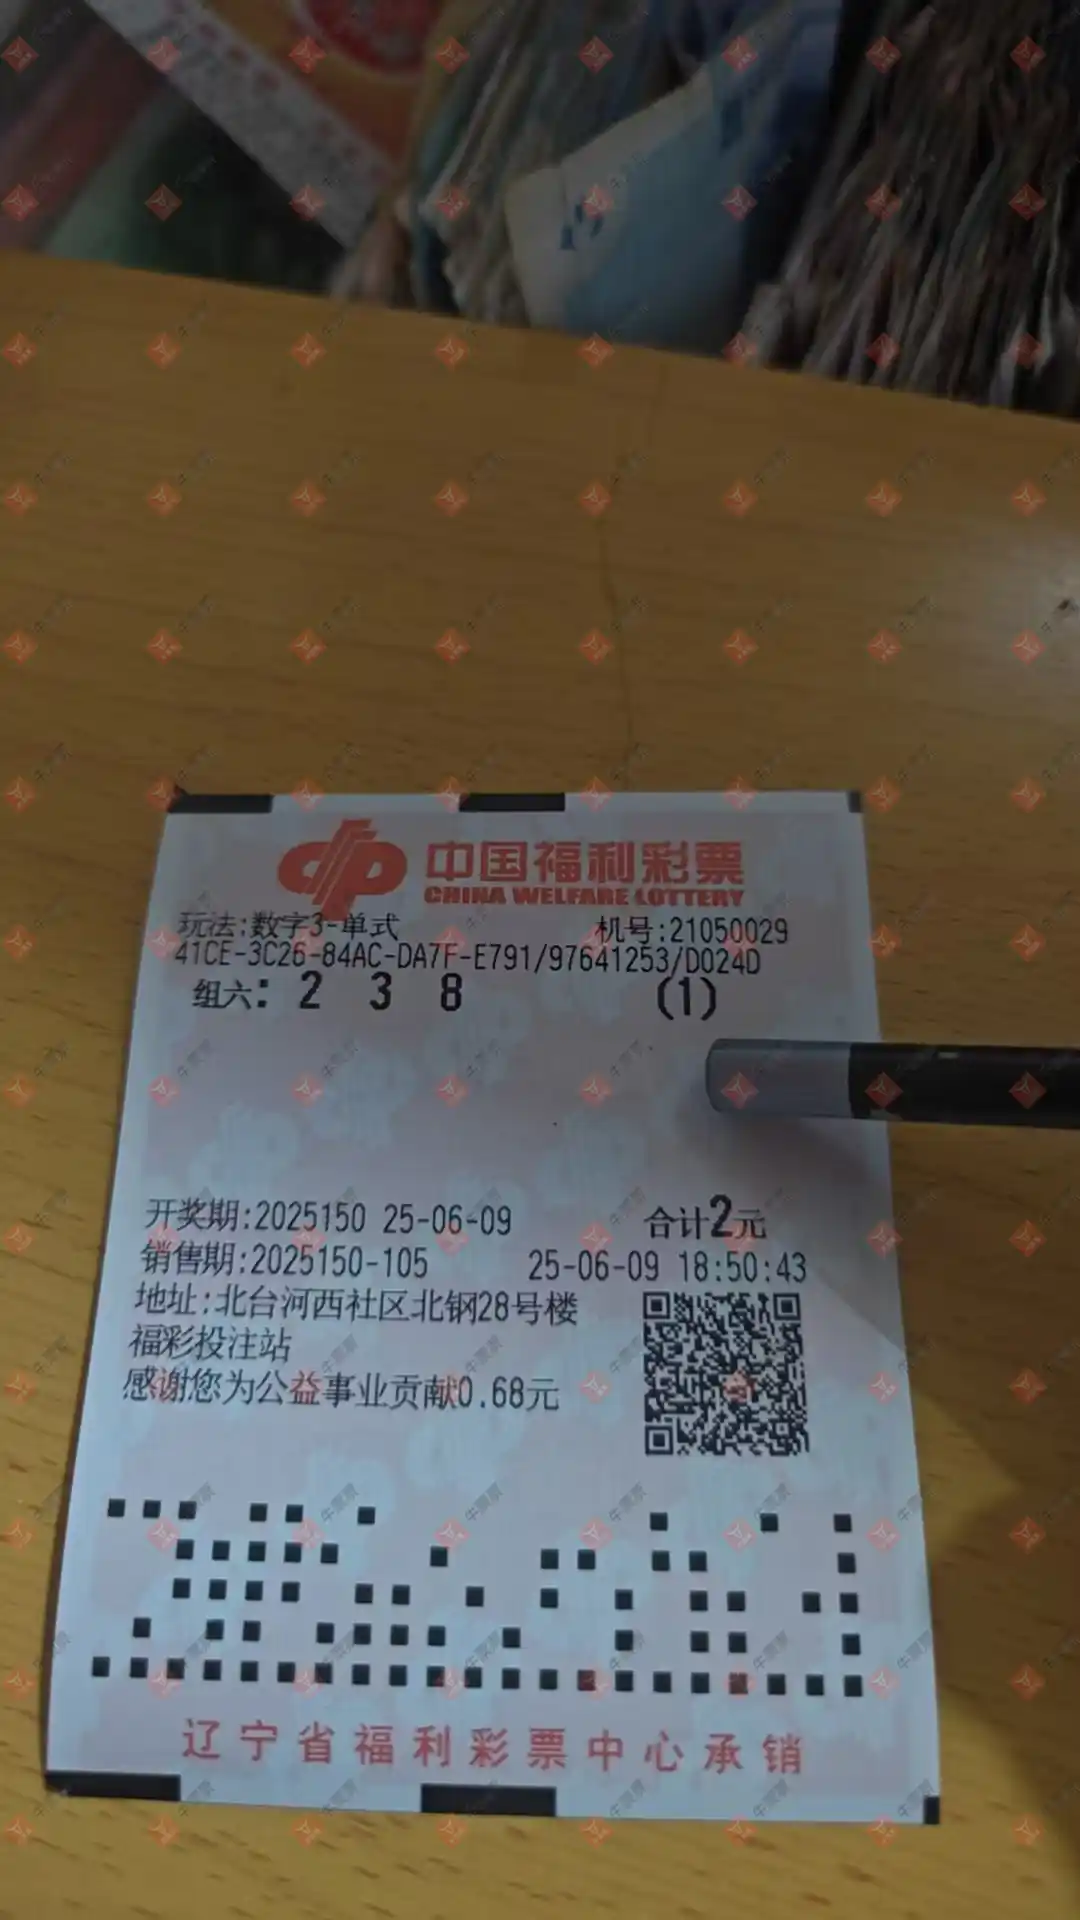 中国福利彩票
CHINA WELFARE LOTTERY
玩法:数字3-单式 机号:21050029
41CE-3C26-84AC-DA7F-E791/97641253/D024D
组六: 2 3 8 (1)
开奖期:2025150 25-06-09 合计2元
销售期:2025150-105 25-06-09 18:50:43
地址:北台河西社区北钢28号楼
福彩投注站
感谢您为公益事业贡献0.68元
辽宁省福利彩票中心承销